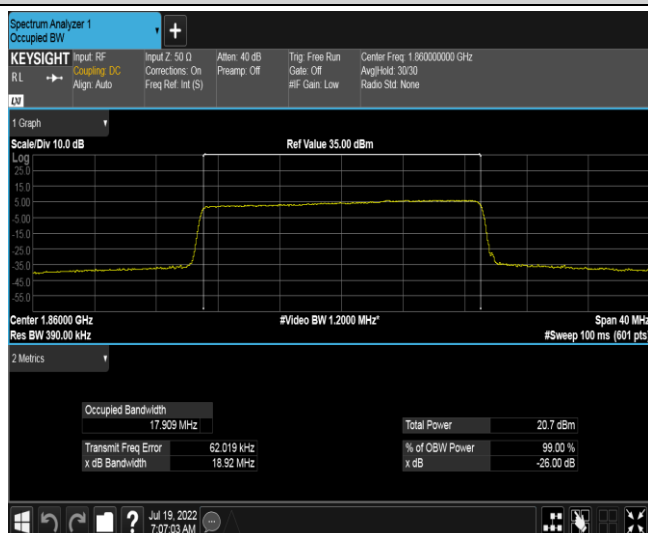 Spectrum Analyzer 1
Occupied BW
KEYSIGHT
RL
LXI
Input: RF
Coupling: DC
Align: Auto
Input Z: 50 Ω
Corrections: On
Freq Ref: Int (S)
Atten: 40 dB
Preamp: Off
Trig: Free Run
Gate: Off
#IF Gain: Low
Center Freq: 1.860000000 GHz
Avg|Hold: 30/30
Radio Std: None
1 Graph
Scale/Div 10.0 dB
Ref Value 35.00 dBm
Log
25.0
15.0
5.00
-5.00
-15.0
-25.0
-35.0
-45.0
-55.0
Center 1.86000 GHz
#Video BW 1.2000 MHz*
Span 40 MHz
Res BW 390.00 kHz
#Sweep 100 ms (601 pts)
2 Metrics
Occupied Bandwidth
17.909 MHz
Total Power 20.7 dBm
Transmit Freq Error 62.019 kHz
% of OBW Power 99.00 %
x dB Bandwidth 18.92 MHz
x dB -26.00 dB
Jul 19, 2022
7:07:03 AM